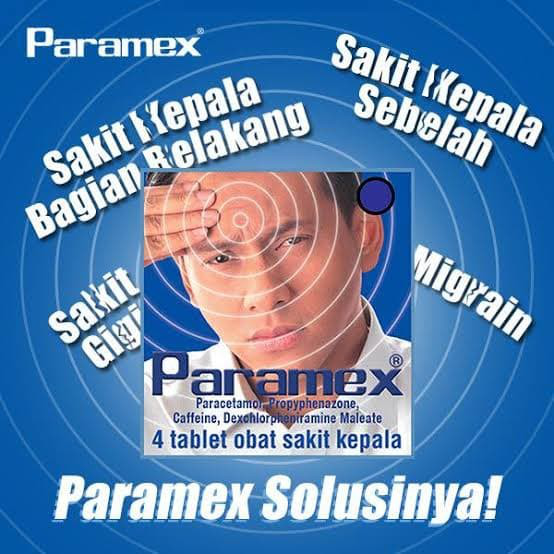 Paramex®
Sakit Kepala
Bagian Belakang
Sakit Kepala
Sebelah
Sakit
Gigi
Migrain
Paramex®
Paracetamol, Propyphenazone,
Caffeine, Dexchlorpheniramine Maleate
4 tablet obat sakit kepala
Paramex Solusinya!